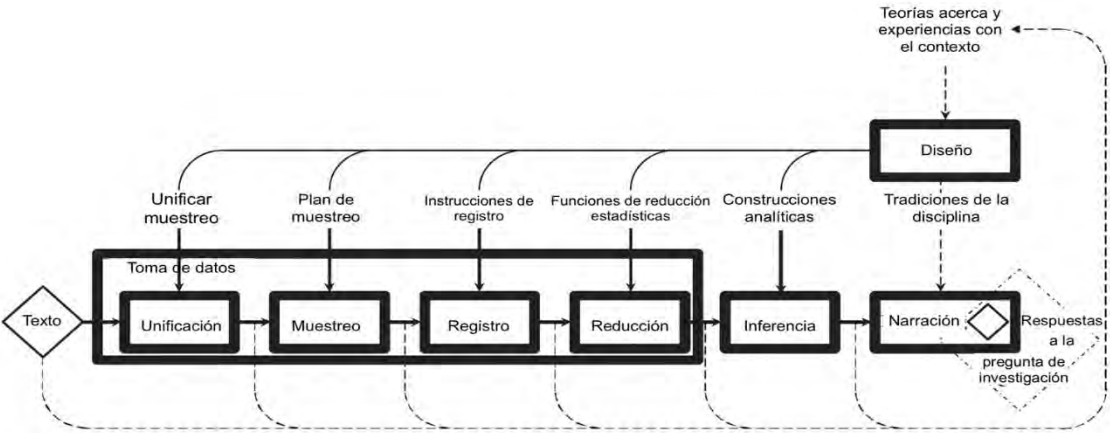 Teorías acerca y
experiencias con
el contexto
Diseño
Unificar
muestreo
Plan de
muestreo
Instrucciones de
registro
Funciones de reducción
estadísticas
Construcciones
analíticas
Tradiciones de la
disciplina
Toma de datos
Texto
Unificación
Muestreo
Registro
Reducción
Inferencia
Narración
Respuestas
a la
pregunta de
investigación